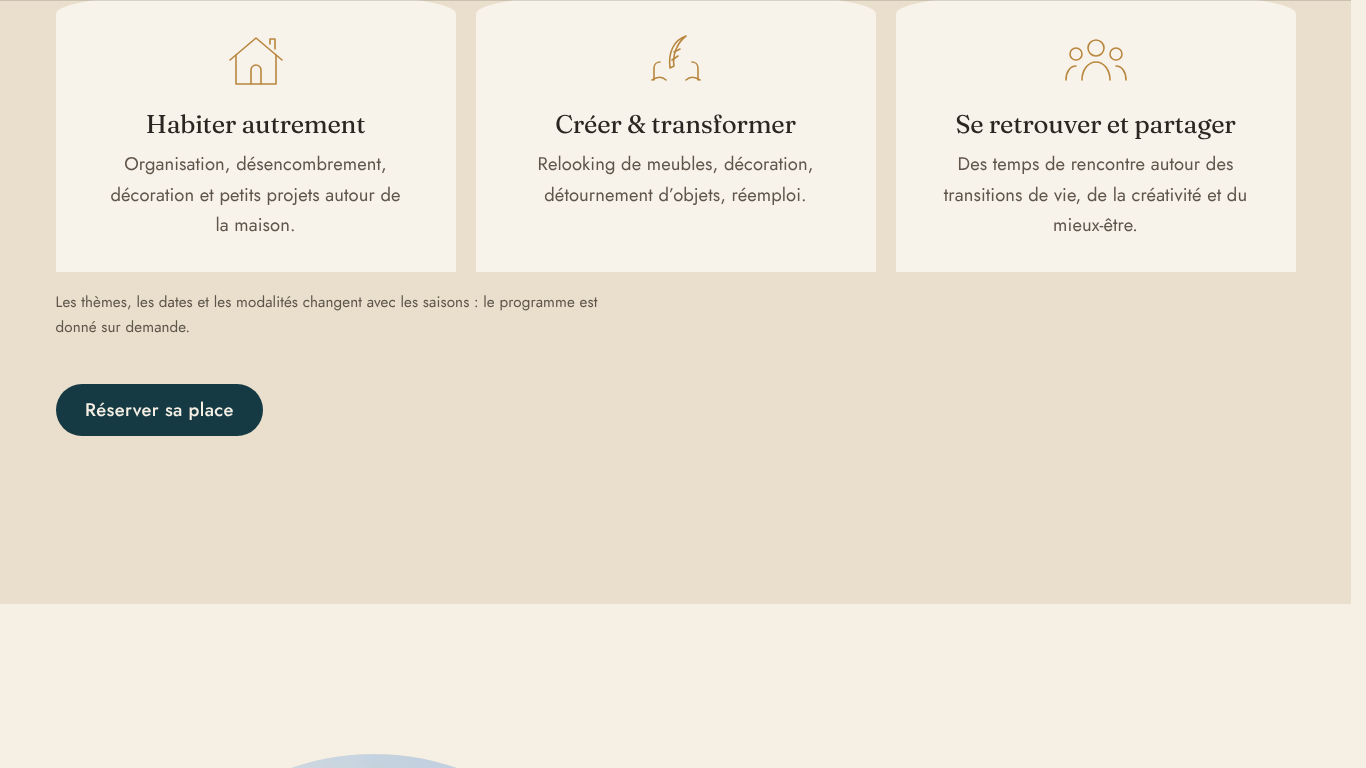 Habiter autrement
Organisation, désencombrement,
décoration et petits projets autour de
la maison.
Créer & transformer
Relooking de meubles, décoration,
détournement d’objets, réemploi.
Se retrouver et partager
Des temps de rencontre autour des
transitions de vie, de la créativité et du
mieux-être.
Les thèmes, les dates et les modalités changent avec les saisons : le programme est
donné sur demande.
Réserver sa place